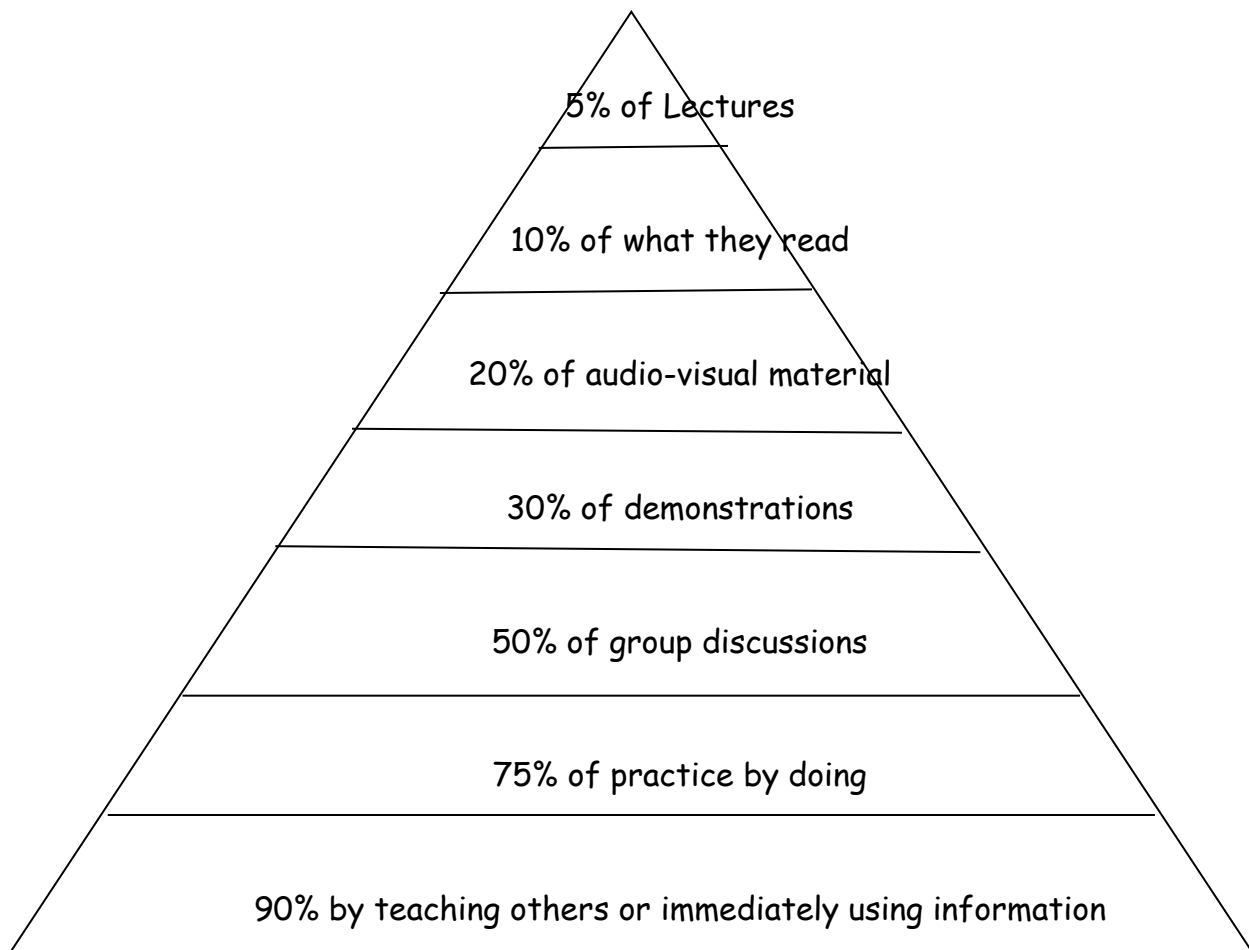 5% of Lectures
10% of what they read
20% of audio-visual material
30% of demonstrations
50% of group discussions
75% of practice by doing
90% by teaching others or immediately using information